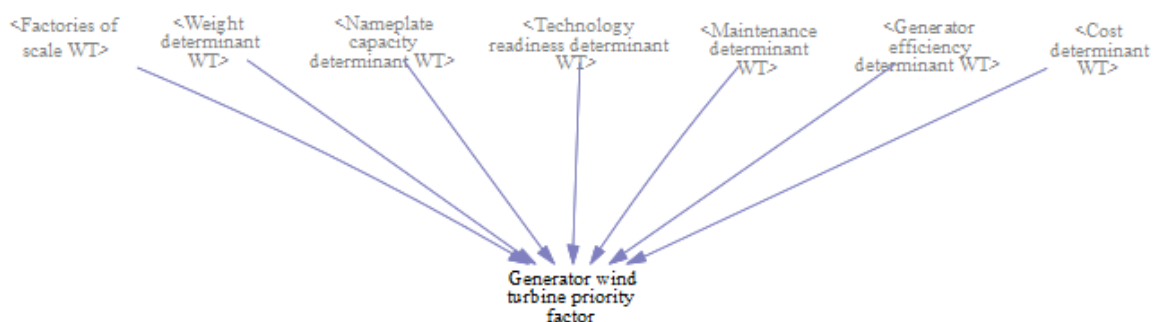 <Factories of
scale WT>
<Weight
determinant
WT>
<Nameplate
capacity
determinant WT>
<Technology
readiness determinant
WT>
<Maintenance
determinant
WT>
<Generator
efficiency
determinant WT>
<Cost
determinant
WT>
Generator wind
turbine priority
factor